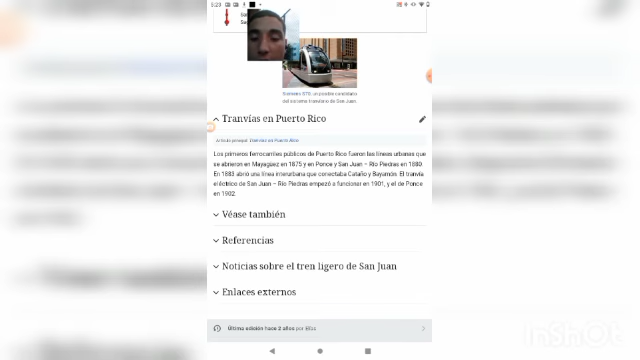 5:23
Siemens S70, un posible candidato
del sistema tranviario de San Juan.
Tranvías en Puerto Rico
Artículo principal: Tranvías en Puerto Rico
Los primeros ferrocarriles públicos de Puerto Rico fueron las líneas urbanas que
se abrieron en Mayagüez en 1875 y en Ponce y San Juan – Río Piedras en 1880.
En 1883 abrió una línea interurbana que conectaba Cataño y Bayamón. El tranvía
eléctrico de San Juan – Río Piedras empezó a funcionar en 1901, y el de Ponce
en 1902.
Véase también
Referencias
Noticias sobre el tren ligero de San Juan
Enlaces externos
Última edición hace 2 años por
InShOt